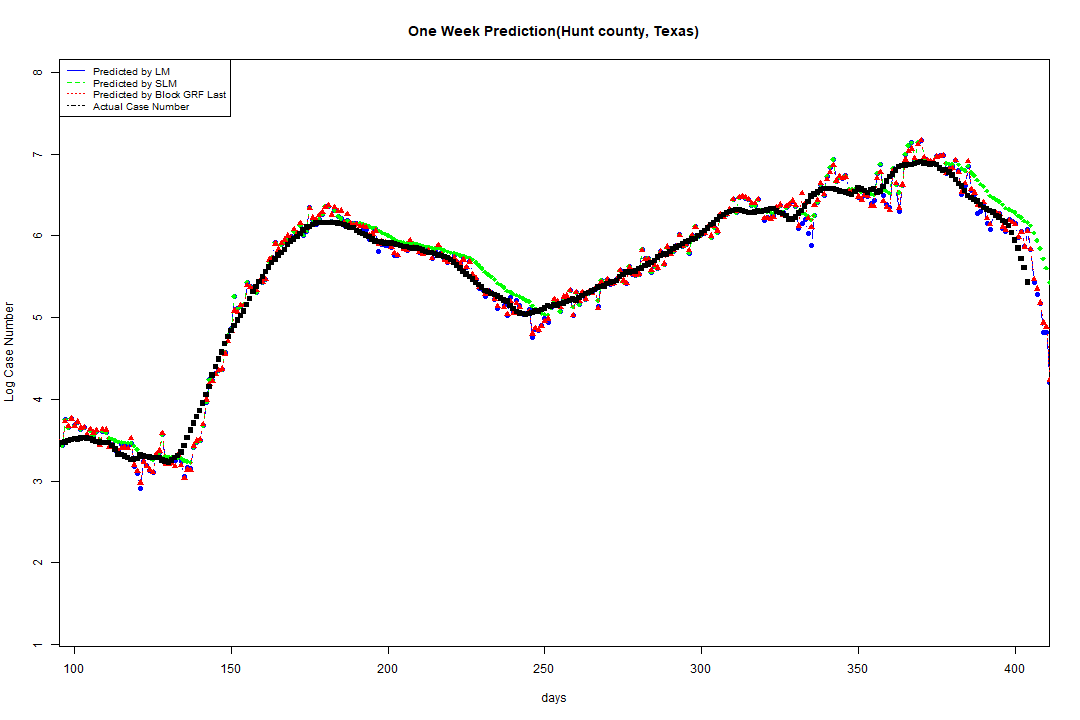 One Week Prediction(Hunt county, Texas)
Predicted by LM
Predicted by SLM
Predicted by Block GRF Last
Actual Case Number
8
7
6
5
4
3
2
1
Log Case Number
100 150 200 250 300 350 400
days